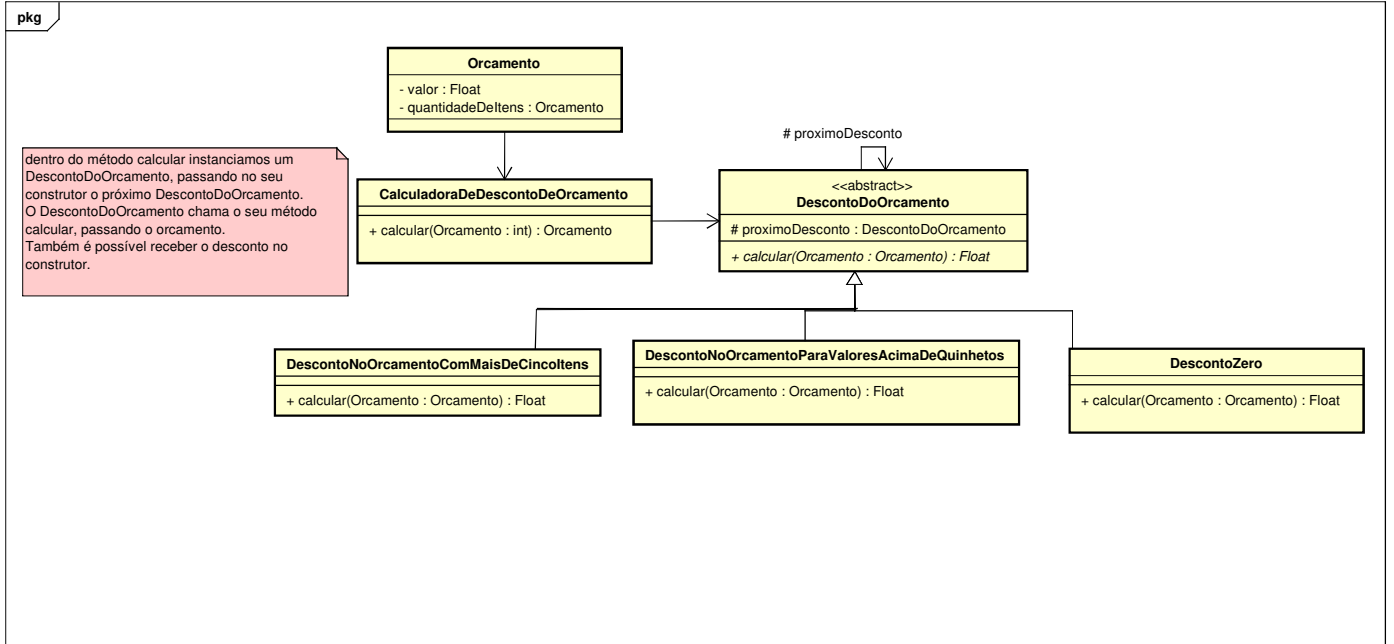 pkg
Orcamento
- valor : Float
- quantidadeDeItens : Orcamento
dentro do método calcular instanciamos um
DescontoDoOrcamento, passando no seu
construtor o próximo DescontoDoOrcamento.
O DescontoDoOrcamento chama o seu método
calcular, passando o orcamento.
Também é possível receber o desconto no
construtor.
CalculadoraDeDescontoDeOrcamento
+ calcular(Orcamento : int) : Orcamento
# proximoDesconto
<<abstract>>
DescontoDoOrcamento
# proximoDesconto : DescontoDoOrcamento
+ calcular(Orcamento : Orcamento) : Float
DescontoNoOrcamentoComMaisDeCincoItens
+ calcular(Orcamento : Orcamento) : Float
DescontoNoOrcamentoParaValoresAcimaDeQuinhetos
+ calcular(Orcamento : Orcamento) : Float
DescontoZero
+ calcular(Orcamento : Orcamento) : Float